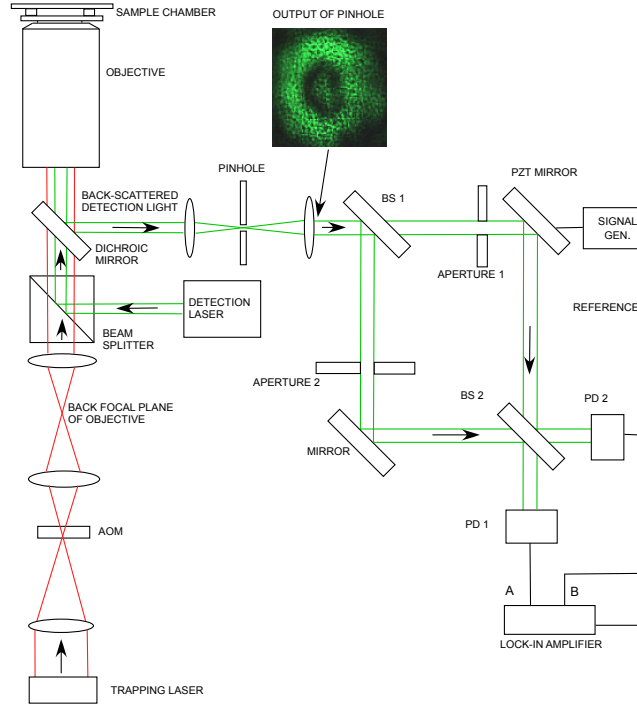 SAMPLE CHAMBER
OUTPUT OF PINHOLE
OBJECTIVE
PINHOLE
PZT MIRROR
BACK-SCATTERED
DETECTION LIGHT
BS 1
SIGNAL
GEN.
DICHROIC
MIRROR
APERTURE 1
DETECTION
LASER
REFERENCE
BEAM
SPLITTER
APERTURE 2
BACK FOCAL PLANE
OF OBJECTIVE
BS 2
PD 2
MIRROR
AOM
PD 1
A
B
LOCK-IN AMPLIFIER
TRAPPING LASER